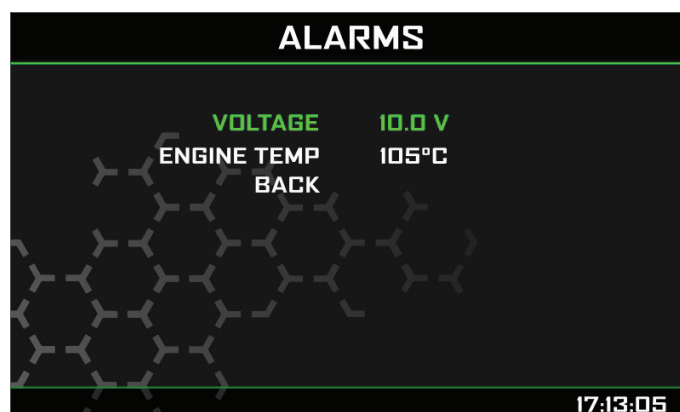 ALARMS
VOLTAGE 10.0 V
ENGINE TEMP 105°C
BACK
17:13:05